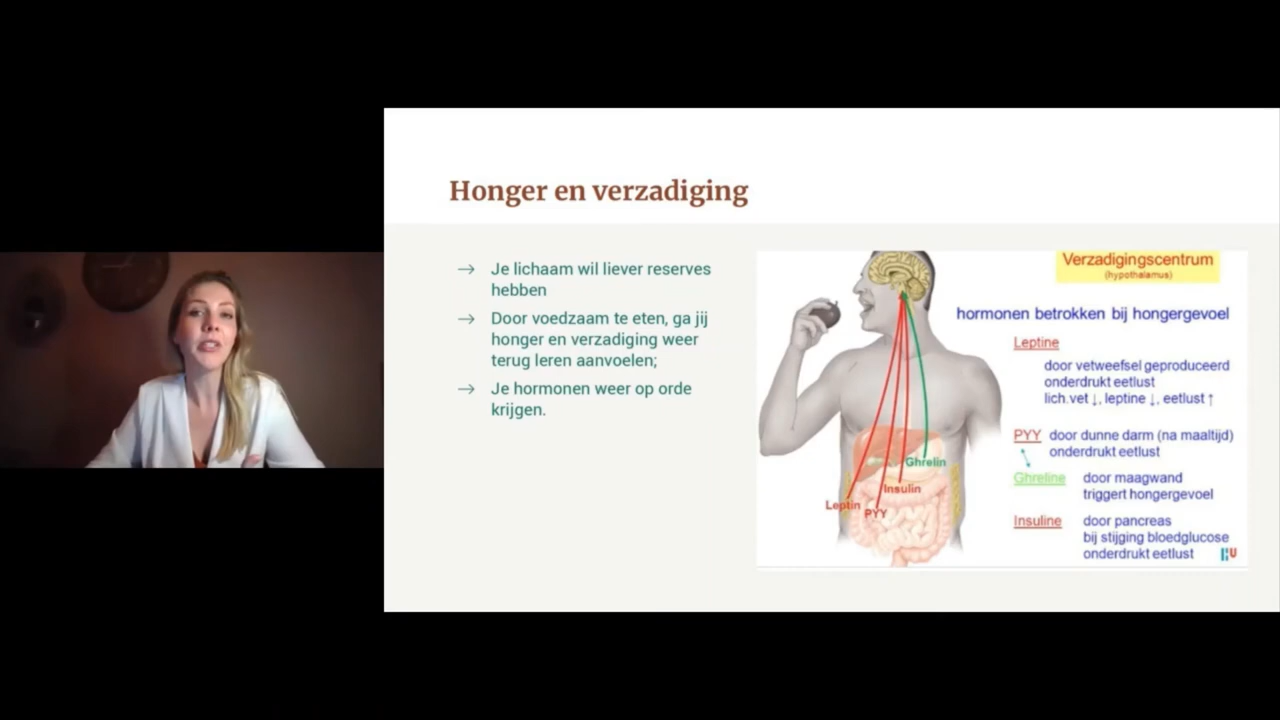 Honger en verzadiging
→ Je lichaam wil liever reserves
hebben
→ Door voedzaam te eten, ga jij
honger en verzadiging weer
terug leren aanvoelen;
→ Je hormonen weer op orde
krijgen.
Verzadigingscentrum
(hypothalamus)
hormonen betrokken bij hongergevoel
Leptine
door vetweefsel geproduceerd
onderdrukt eetlust
lich.vet ↓, leptine ↓, eetlust ↑
PYY door dunne darm (na maaltijd)
onderdrukt eetlust
Ghreline door maagwand
triggert hongergevoel
Insuline door pancreas
bij stijging bloedglucose
onderdrukt eetlust
Ghrelin
Insulin
Leptin
PYY
HU